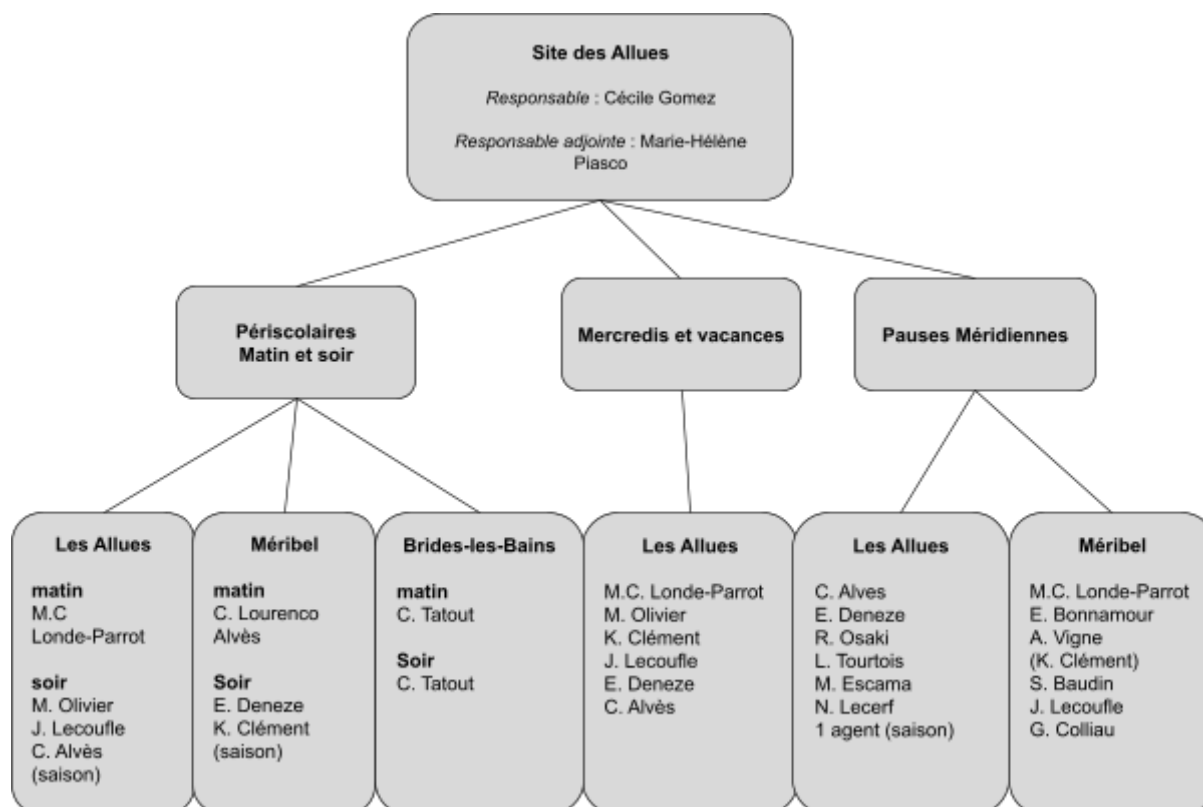 Site des Allues
Responsable : Cécile Gomez
Responsable adjointe : Marie-Hélène
Piasco
Périscolaires
Matin et soir
Mercredis et vacances
Pauses Méridiennes
Les Allues
matin
M.C
Londe-Parrot
soir
M. Olivier
J. Lecoufle
C. Alvès
(saison)
Méribel
matin
C. Lourenco
Alvès
Soir
E. Deneze
K. Clément
(saison)
Brides-les-Bains
matin
C. Tatout
Soir
C. Tatout
Les Allues
M.C. Londe-Parrot
M. Olivier
K. Clément
J. Lecoufle
E. Deneze
C. Alvès
Les Allues
C. Alves
E. Deneze
R. Osaki
L. Tourtois
M. Escama
N. Lecerf
1 agent (saison)
Méribel
M.C. Londe-Parrot
E. Bonnamour
A. Vigne
(K. Clément)
S. Baudin
J. Lecoufle
G. Colliau